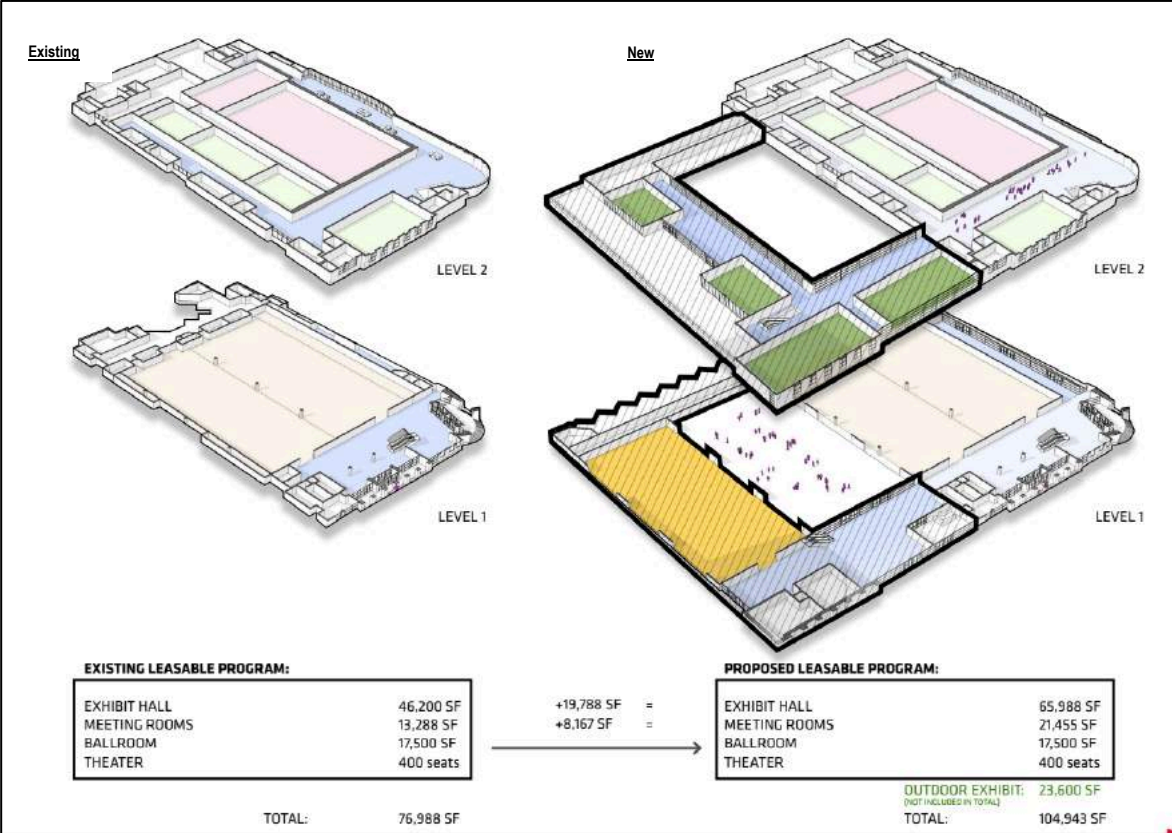 Existing
New
LEVEL 2
LEVEL 2
LEVEL 1
LEVEL 1
EXISTING LEASABLE PROGRAM:
EXHIBIT HALL 46,200 SF
MEETING ROOMS 13,288 SF
BALLROOM 17,500 SF
THEATER 400 seats
TOTAL: 76,988 SF
+19,788 SF =
+8,167 SF =
PROPOSED LEASABLE PROGRAM:
EXHIBIT HALL 65,988 SF
MEETING ROOMS 21,455 SF
BALLROOM 17,500 SF
THEATER 400 seats
OUTDOOR EXHIBIT: 23,600 SF
(NOT INCLUDED IN TOTAL)
TOTAL: 104,943 SF